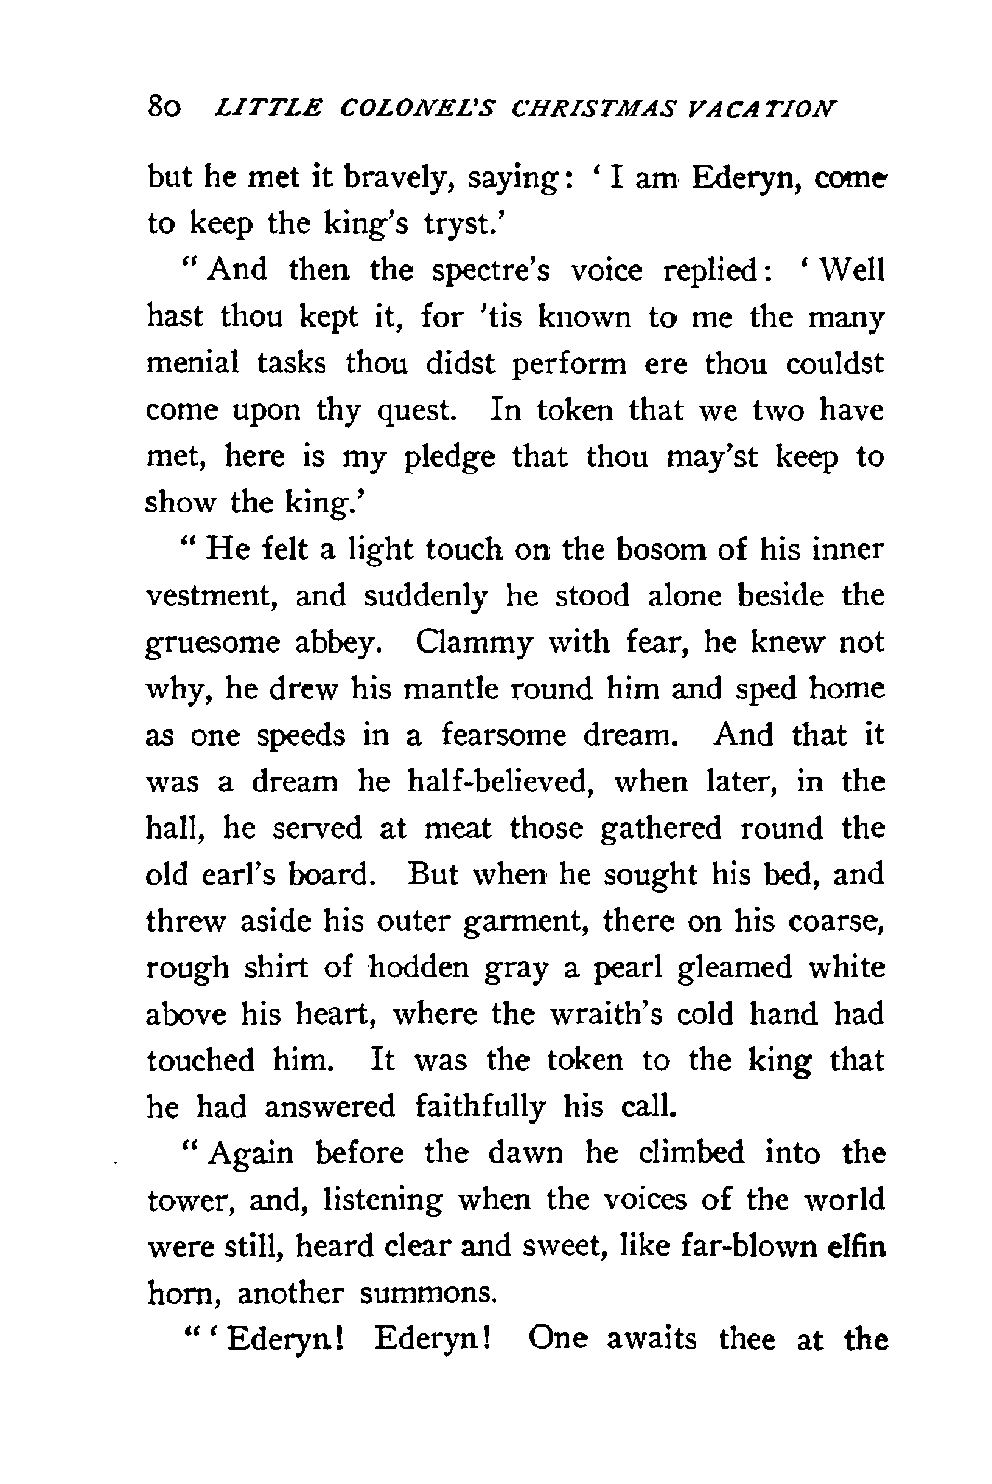 80 LITTLE COLONEL'S CHRISTMAS VACATION
but he met it bravely, saying: ‘ I am Ederyn, come
to keep the king’s tryst.’
“ And then the spectre’s voice replied: ‘ Well
hast thou kept it, for ’tis known to me the many
menial tasks thou didst perform ere thou couldst
come upon thy quest. In token that we two have
met, here is my pledge that thou may’st keep to
show the king.’
“ He felt a light touch on the bosom of his inner
vestment, and suddenly he stood alone beside the
gruesome abbey. Clammy with fear, he knew not
why, he drew his mantle round him and sped home
as one speeds in a fearsome dream. And that it
was a dream he half-believed, when later, in the
hall, he served at meat those gathered round the
old earl’s board. But when he sought his bed, and
threw aside his outer garment, there on his coarse,
rough shirt of hodden gray a pearl gleamed white
above his heart, where the wraith’s cold hand had
touched him. It was the token to the king that
he had answered faithfully his call.
“ Again before the dawn he climbed into the
tower, and, listening when the voices of the world
were still, heard clear and sweet, like far-blown elfin
horn, another summons.
“ ‘ Ederyn! Ederyn! One awaits thee at the